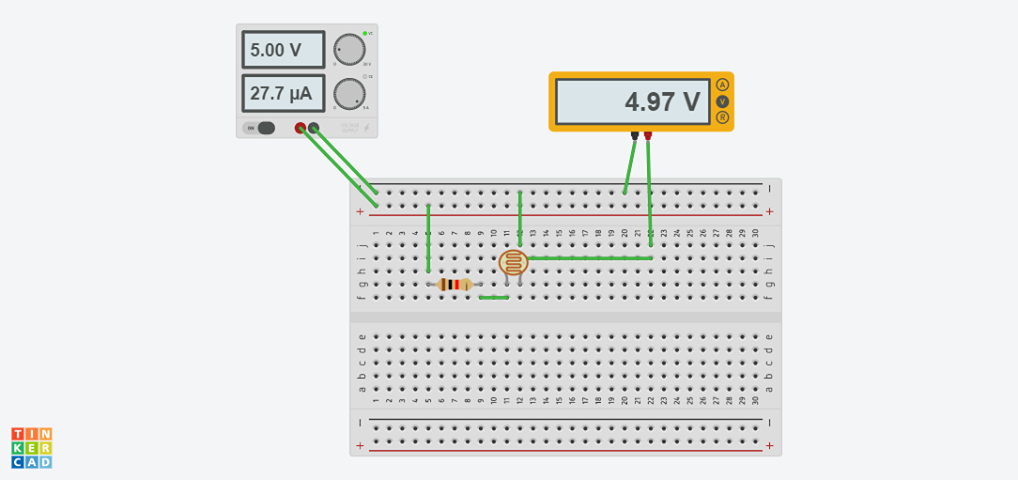 5.00 V
27.7 µA
4.97 V
A
V
R
− −
+ +
1 2 3 4 5 6 7 8 9 10 11 12 13 14 15 16 17 18 19 20 21 22 23 24 25 26 27 28 29 30
j j
i i
h h
g g
f f
e e
d d
c c
b b
a a
1 2 3 4 5 6 7 8 9 10 11 12 13 14 15 16 17 18 19 20 21 22 23 24 25 26 27 28 29 30
− −
+ +
TIN
KER
CAD